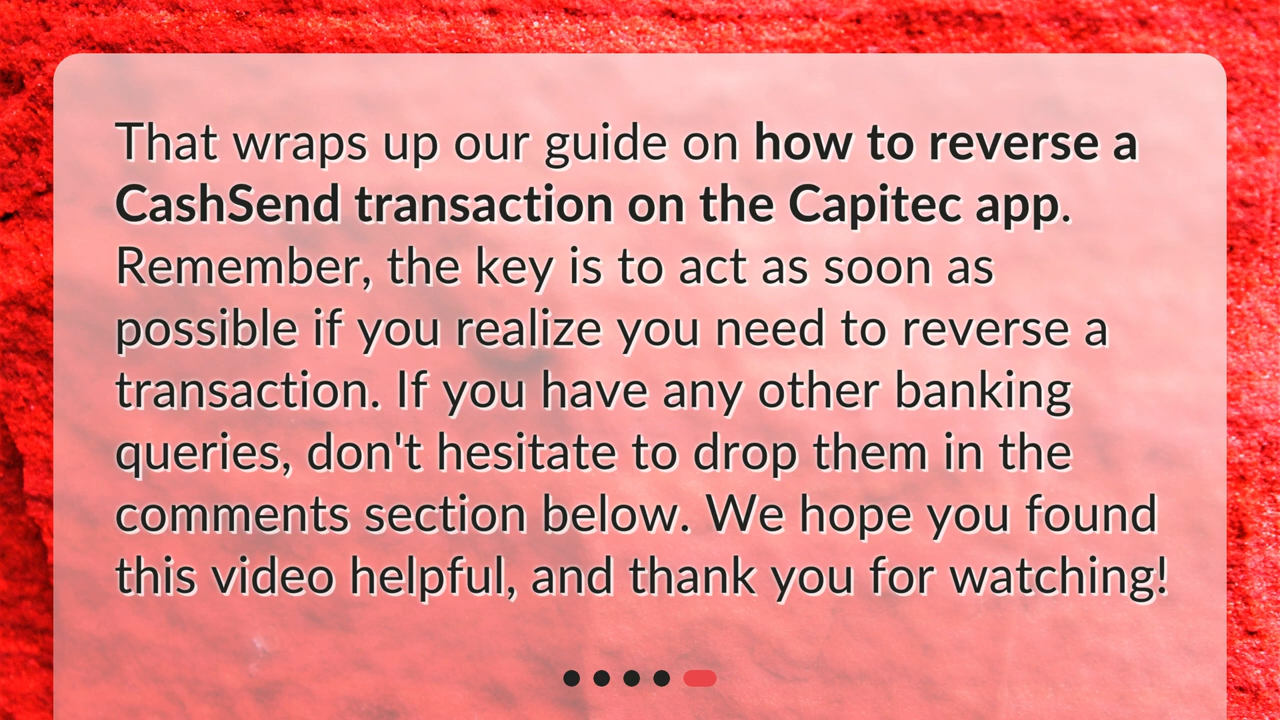 That wraps up our guide on how to reverse a
CashSend transaction on the Capitec app.
Remember, the key is to act as soon as
possible if you realize you need to reverse a
transaction. If you have any other banking
queries, don't hesitate to drop them in the
comments section below. We hope you found
this video helpful, and thank you for watching!